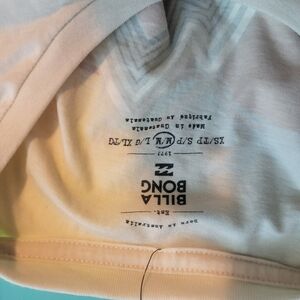 Born in Australia
Est.
BILLA
BONG
1973
XS/TP S/P M/M L/G XL/TG
Made in Guatemala
Fabriqué au Guatemala